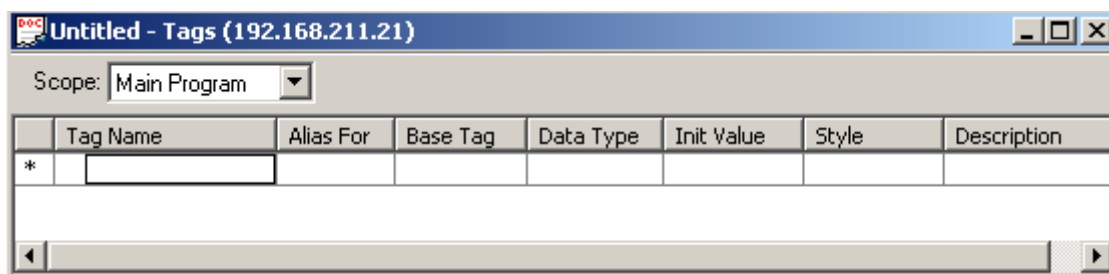 DOC
Untitled - Tags (192.168.211.21)
Scope: Main Program
Tag Name Alias For Base Tag Data Type Init Value Style Description
*